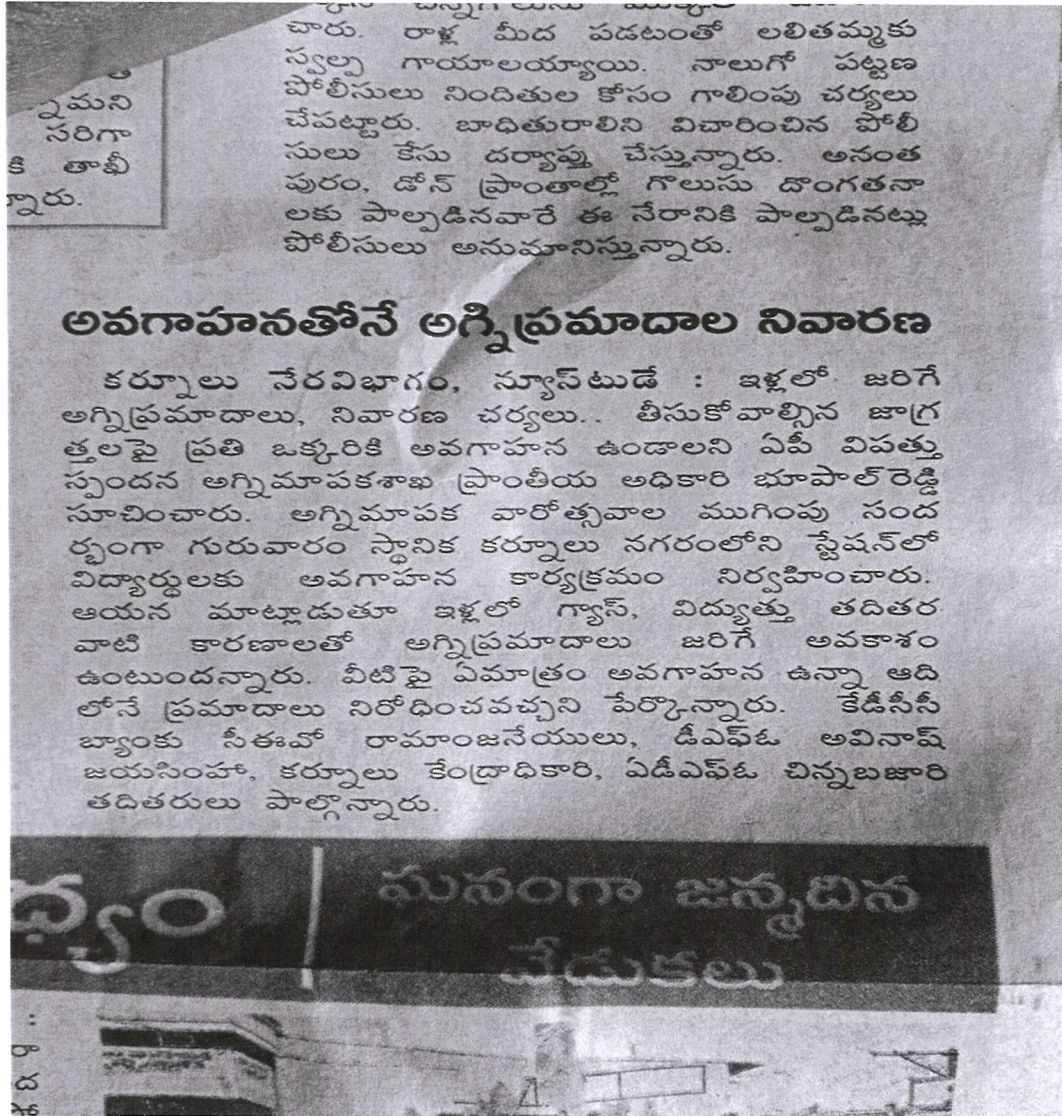 చారు. రాళ్ల మీద పడటంతో లలితమ్మకు
స్వల్ప గాయాలయ్యాయి. నాలుగో పట్టణ
పోలీసులు నిందితుల కోసం గాలింపు చర్యలు
చేపట్టారు. బాధితురాలిని విచారించిన పోలీ
సులు కేసు దర్యాప్తు చేస్తున్నారు. అనంత
పురం, డోన్ ప్రాంతాల్లో గొలుసు దొంగతనా
లకు పాల్పడినవారే ఈ నేరానికి పాల్పడినట్లు
పోలీసులు అనుమానిస్తున్నారు.
న్నమని
సరిగా
కి తాఖీ
న్నారు.
అవగాహనతోనే అగ్నిప్రమాదాల నివారణ
కర్నూలు నేరవిభాగం, న్యూస్‌టుడే : ఇళ్లలో జరిగే
అగ్నిప్రమాదాలు, నివారణ చర్యలు.. తీసుకోవాల్సిన జాగ్ర
త్తలపై ప్రతి ఒక్కరికి అవగాహన ఉండాలని ఏపీ విపత్తు
స్పందన అగ్నిమాపకశాఖ ప్రాంతీయ అధికారి భూపాల్‌రెడ్డి
సూచించారు. అగ్నిమాపక వారోత్సవాల ముగింపు సంద
ర్భంగా గురువారం స్థానిక కర్నూలు నగరంలోని స్టేషన్‌లో
విద్యార్థులకు అవగాహన కార్యక్రమం నిర్వహించారు.
ఆయన మాట్లాడుతూ ఇళ్లలో గ్యాస్, విద్యుత్తు తదితర
వాటి కారణాలతో అగ్నిప్రమాదాలు జరిగే అవకాశం
ఉంటుందన్నారు. వీటిపై ఏమాత్రం అవగాహన ఉన్నా ఆది
లోనే ప్రమాదాలు నిరోధించవచ్చని పేర్కొన్నారు. కేడీసీసీ
బ్యాంకు సీఈవో రామాంజనేయులు, డీఎఫ్‌ఓ అవినాష్
జయసింహా, కర్నూలు కేంద్రాధికారి, ఏడీఎఫ్‌ఓ చిన్నబజారి
తదితరులు పాల్గొన్నారు.
ధ్యం
ఘనంగా జన్మదిన
వేడుకలు